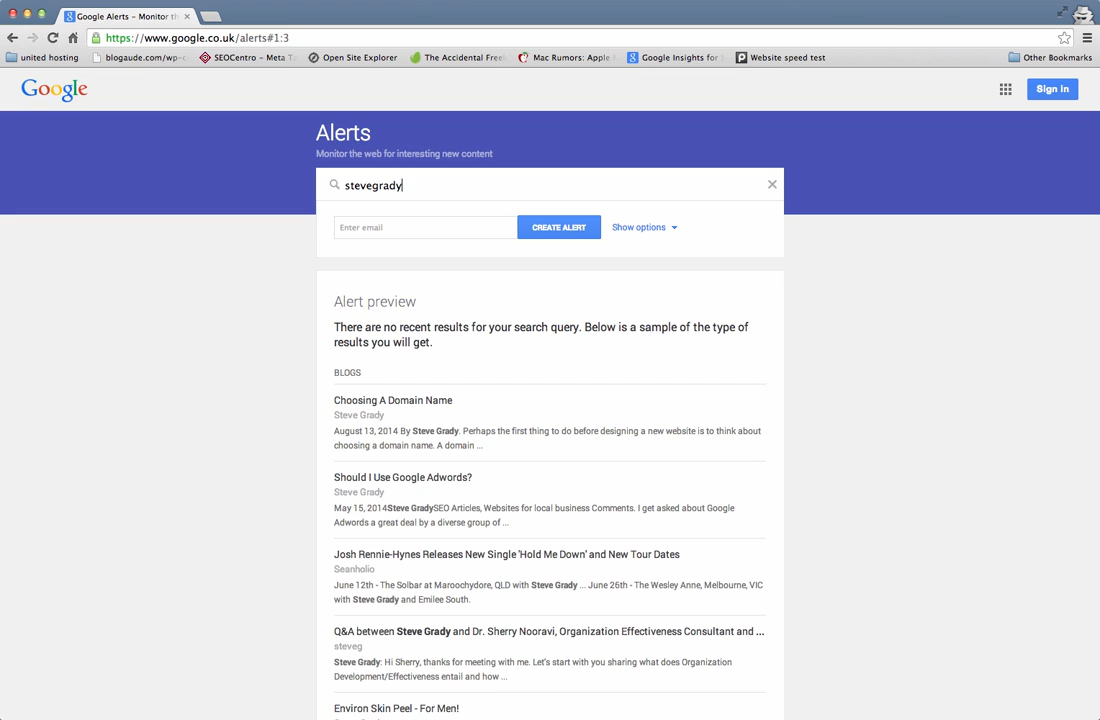 Google Alerts – Monitor th
https://www.google.co.uk/alerts#1:3
united hosting
blogaude.com/wp-c
SEOCentro – Meta T
Open Site Explorer
The Accidental Free
Mac Rumors: Apple
Google Insights for
Website speed test
Other Bookmarks
Google
Sign in
Alerts
Monitor the web for interesting new content
stevegrady
Enter email
CREATE ALERT
Show options
Alert preview
There are no recent results for your search query. Below is a sample of the type of
results you will get.
BLOGS
Choosing A Domain Name
Steve Grady
August 13, 2014 By Steve Grady. Perhaps the first thing to do before designing a new website is to think about
choosing a domain name. A domain ...
Should I Use Google Adwords?
Steve Grady
May 15, 2014Steve GradySEO Articles, Websites for local business Comments. I get asked about Google
Adwords a great deal by a diverse group of ...
Josh Rennie-Hynes Releases New Single 'Hold Me Down' and New Tour Dates
Seanholio
June 12th - The Solbar at Maroochydore, QLD with Steve Grady ... June 26th - The Wesley Anne, Melbourne, VIC
with Steve Grady and Emilee South.
Q&A between Steve Grady and Dr. Sherry Nooravi, Organization Effectiveness Consultant and ...
steveg
Steve Grady: Hi Sherry, thanks for meeting with me. Let's start with you sharing what does Organization
Development/Effectiveness entail and how ...
Environ Skin Peel - For Men!